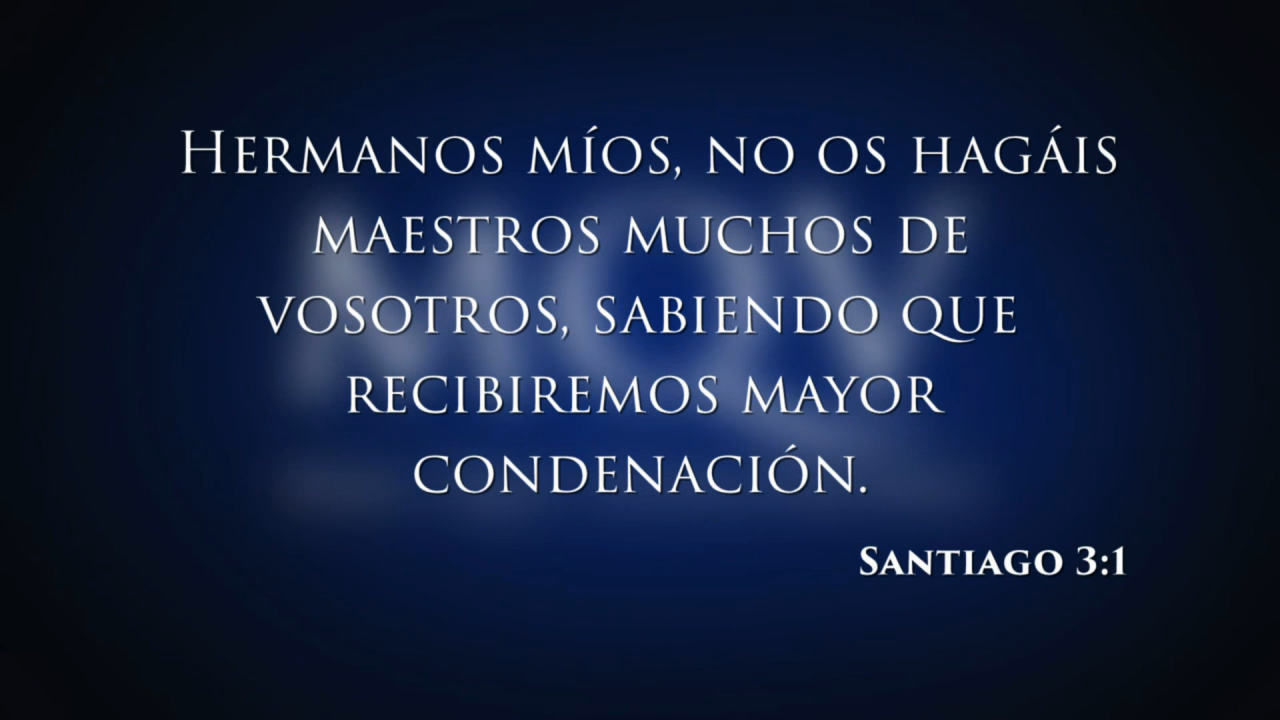 Hermanos míos, no os hagáis
maestros muchos de
vosotros, sabiendo que
recibiremos mayor
condenación.
Santiago 3:1